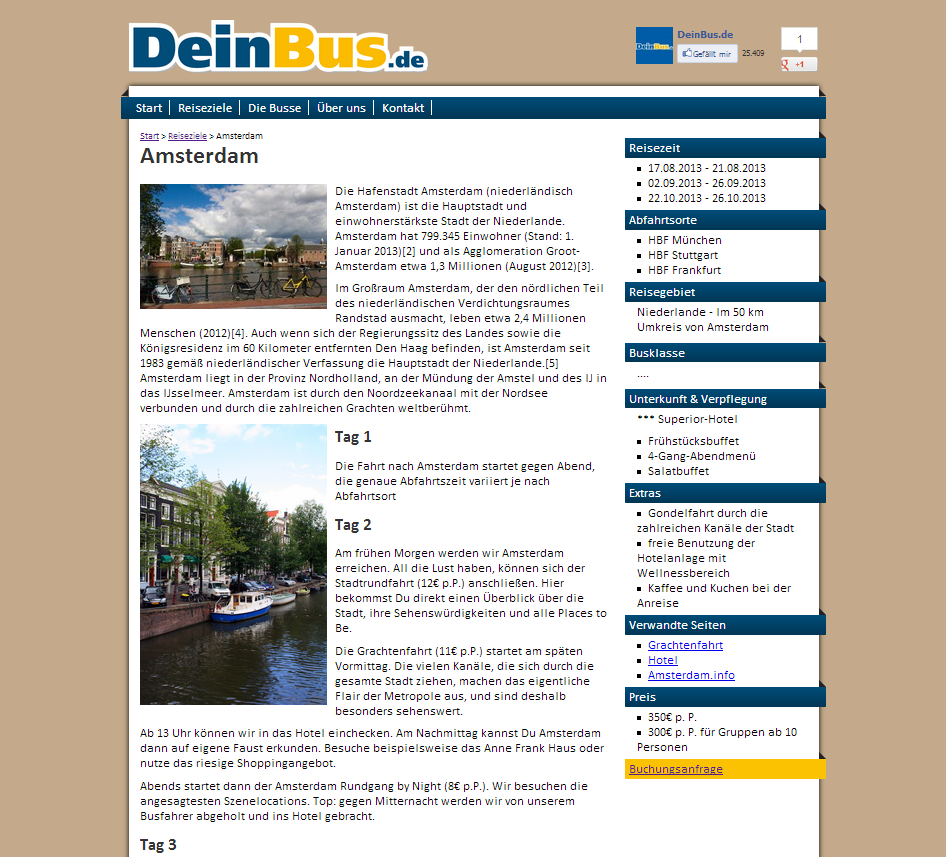 DeinBus.de
DeinBus.de
DeinBus.de
Gefällt mir
25.409
1
+1
Start
Reiseziele
Die Busse
Über uns
Kontakt
Start > Reiseziele > Amsterdam
Amsterdam
Die Hafenstadt Amsterdam (niederländisch
Amsterdam) ist die Hauptstadt und
einwohnerstärkste Stadt der Niederlande.
Amsterdam hat 799.345 Einwohner (Stand: 1.
Januar 2013)[2] und als Agglomeration Groot-
Amsterdam etwa 1,3 Millionen (August 2012)[3].
Im Großraum Amsterdam, der den nördlichen Teil
des niederländischen Verdichtungsraumes
Randstad ausmacht, leben etwa 2,4 Millionen
Menschen (2012)[4]. Auch wenn sich der Regierungssitz des Landes sowie die
Königsresidenz im 60 Kilometer entfernten Den Haag befinden, ist Amsterdam seit
1983 gemäß niederländischer Verfassung die Hauptstadt der Niederlande.[5]
Amsterdam liegt in der Provinz Nordholland, an der Mündung der Amstel und des IJ in
das IJsselmeer. Amsterdam ist durch den Noordzeekanaal mit der Nordsee
verbunden und durch die zahlreichen Grachten weltberühmt.
Tag 1
Die Fahrt nach Amsterdam startet gegen Abend,
die genaue Abfahrtszeit variiert je nach
Abfahrtsort
Tag 2
Am frühen Morgen werden wir Amsterdam
erreichen. All die Lust haben, können sich der
Stadtrundfahrt (12€ p.P.) anschließen. Hier
bekommst Du direkt einen Überblick über die
Stadt, ihre Sehenswürdigkeiten und alle Places to
Be.
Die Grachtenfahrt (11€ p.P.) startet am späten
Vormittag. Die vielen Kanäle, die sich durch die
gesamte Stadt ziehen, machen das eigentliche
Flair der Metropole aus, und sind deshalb
besonders sehenswert.
Ab 13 Uhr können wir in das Hotel einchecken. Am Nachmittag kannst Du Amsterdam
dann auf eigene Faust erkunden. Besuche beispielsweise das Anne Frank Haus oder
nutze das riesige Shoppingangebot.
Abends startet dann der Amsterdam Rundgang by Night (8€ p.P.). Wir besuchen die
angesagtesten Szenelocations. Top: gegen Mitternacht werden wir von unserem
Busfahrer abgeholt und ins Hotel gebracht.
Tag 3
Reisezeit
17.08.2013 - 21.08.2013
02.09.2013 - 26.09.2013
22.10.2013 - 26.10.2013
Abfahrtsorte
HBF München
HBF Stuttgart
HBF Frankfurt
Reisegebiet
Niederlande - Im 50 km
Umkreis von Amsterdam
Busklasse
....
Unterkunft & Verpflegung
*** Superior-Hotel
Frühstücksbuffet
4-Gang-Abendmenü
Salatbuffet
Extras
Gondelfahrt durch die
zahlreichen Kanäle der Stadt
freie Benutzung der
Hotelanlage mit
Wellnessbereich
Kaffee und Kuchen bei der
Anreise
Verwandte Seiten
Grachtenfahrt
Hotel
Amsterdam.info
Preis
350€ p. P.
300€ p. P. für Gruppen ab 10
Personen
Buchungsanfrage